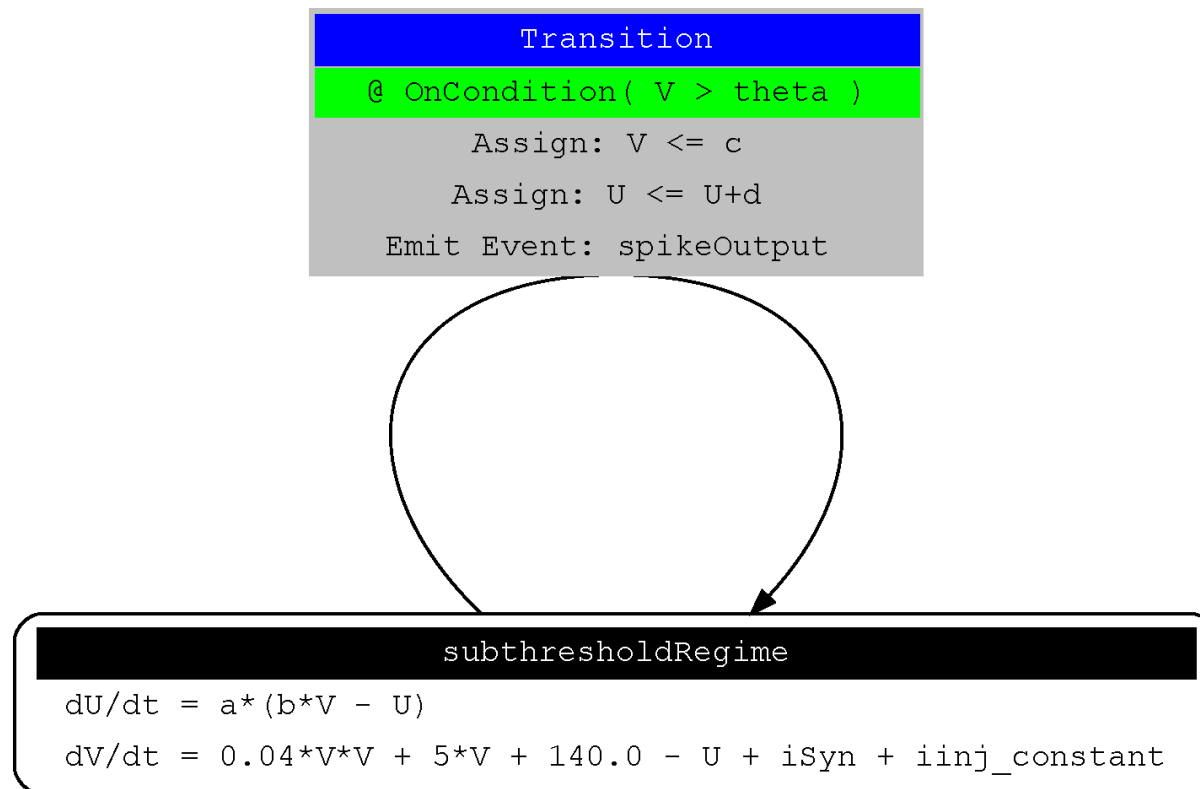 Transition
@ OnCondition( V > theta )
Assign: V <= c
Assign: U <= U+d
Emit Event: spikeOutput
subthresholdRegime
dU/dt = a*(b*V - U)
dV/dt = 0.04*V*V + 5*V + 140.0 - U + iSyn + iinj_constant